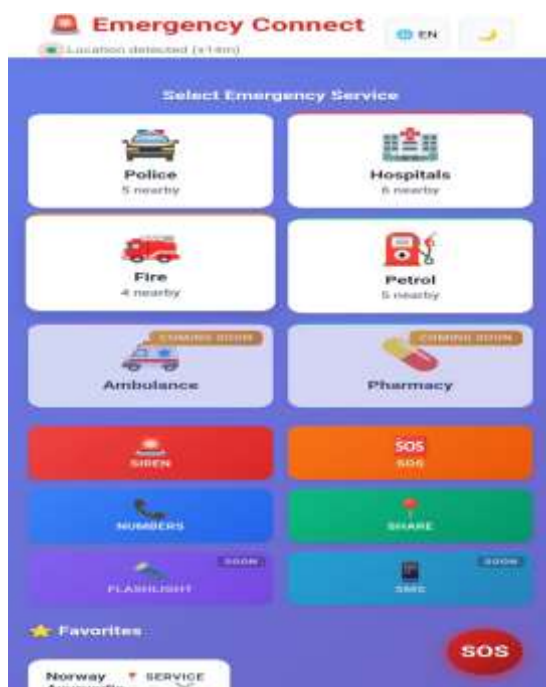 Emergency Connect
EN
Location detected (±14m)
Select Emergency Service
Police
5 nearby
Hospitals
6 nearby
Fire
4 nearby
Petrol
5 nearby
COMING SOON
Ambulance
COMING SOON
Pharmacy
SIREN
SOS
SOS
NUMBERS
SHARE
SOON
FLASHLIGHT
SOON
SMS
Favorites
SOS
Norway
SERVICE